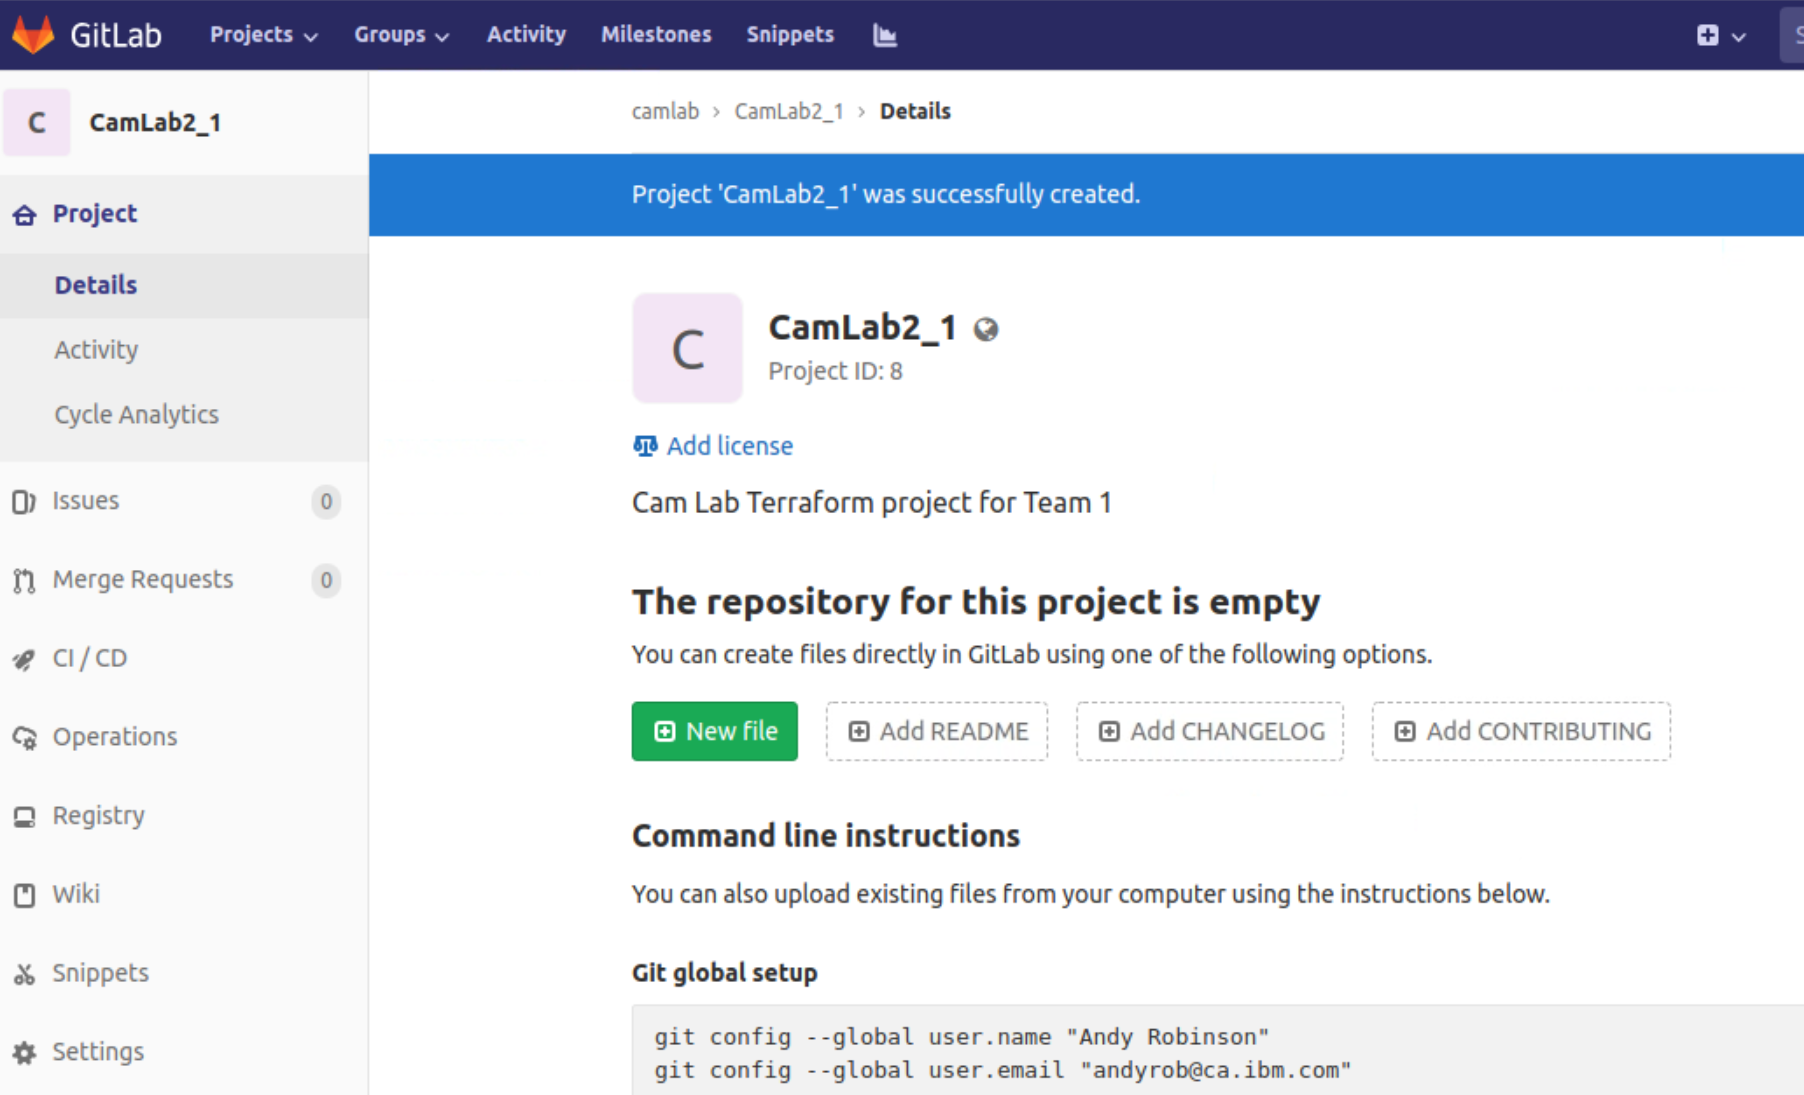 GitLab Projects Groups Activity Milestones Snippets
C CamLab2_1
Project
Details
Activity
Cycle Analytics
Issues 0
Merge Requests 0
CI / CD
Operations
Registry
Wiki
Snippets
Settings
camlab > CamLab2_1 > Details
Project 'CamLab2_1' was successfully created.
C
CamLab2_1
Project ID: 8
Add license
Cam Lab Terraform project for Team 1
The repository for this project is empty
You can create files directly in GitLab using one of the following options.
New file Add README Add CHANGELOG Add CONTRIBUTING
Command line instructions
You can also upload existing files from your computer using the instructions below.
Git global setup
git config --global user.name "Andy Robinson"
git config --global user.email "andyrob@ca.ibm.com"